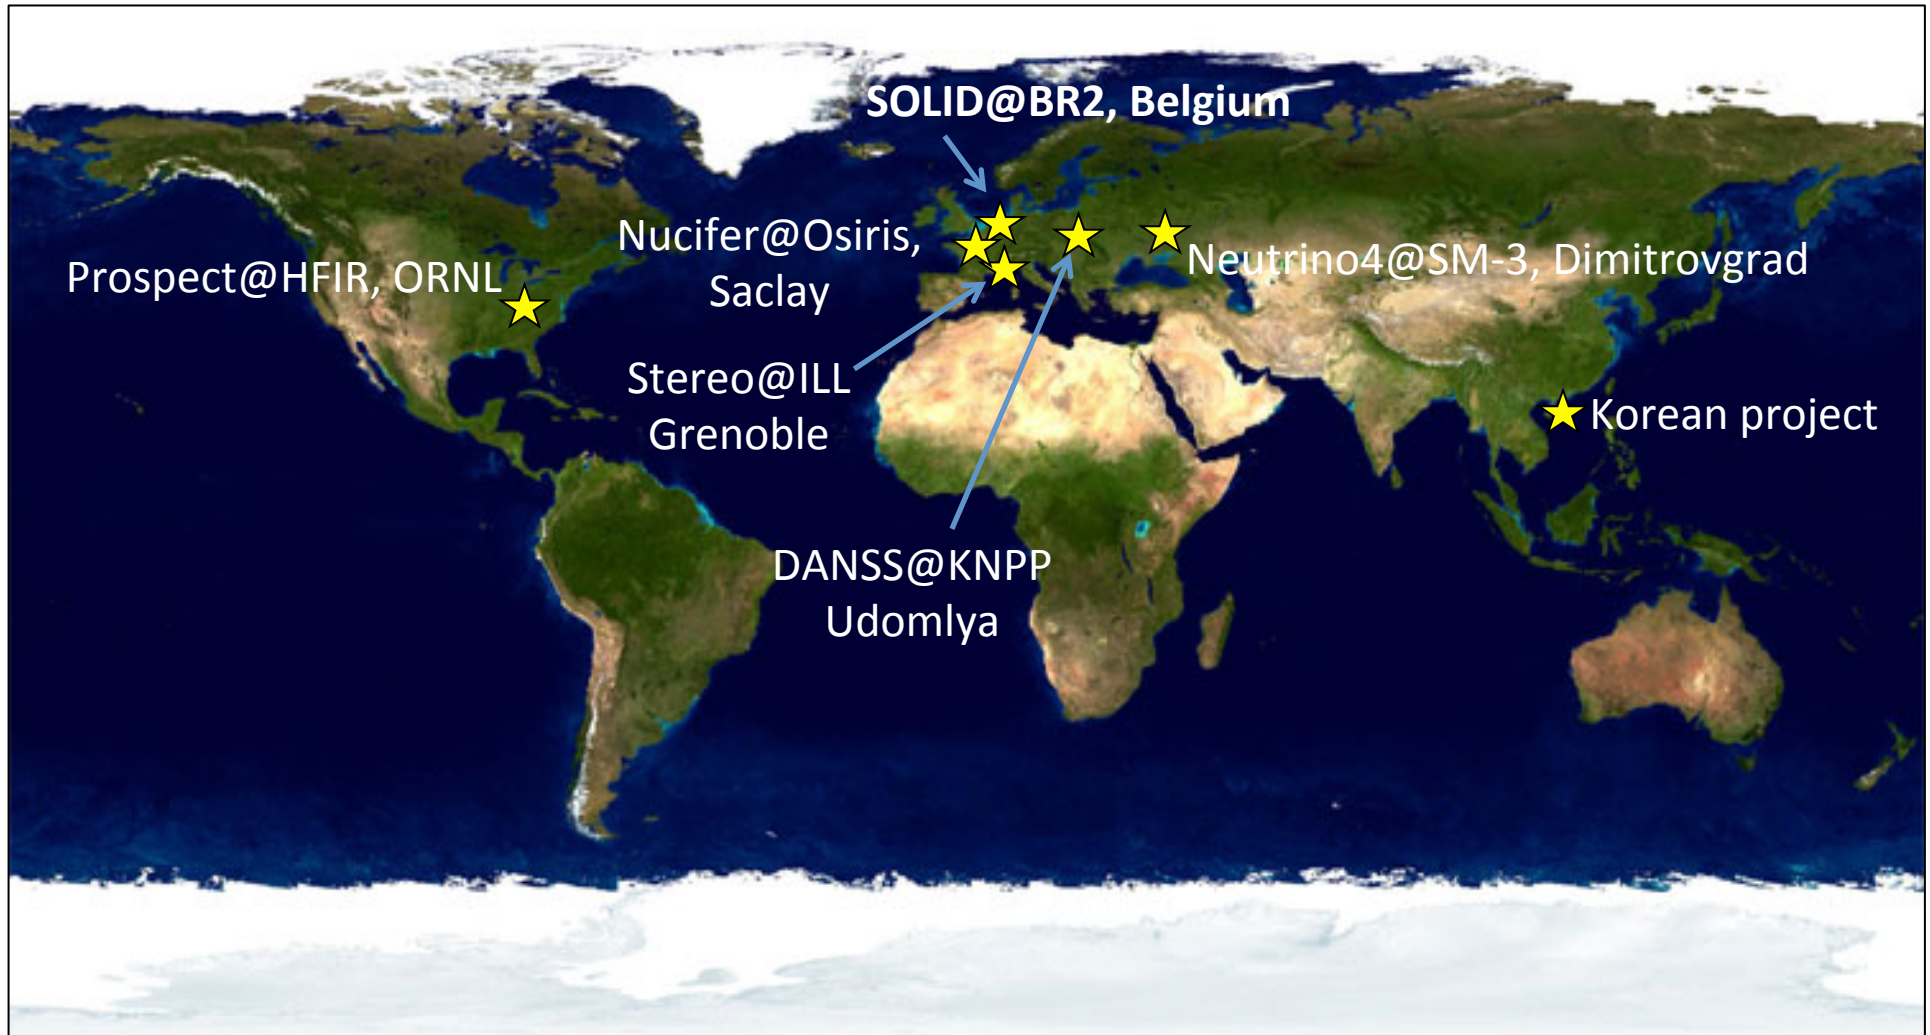 SOLID@BR2, Belgium
Nucifer@Osiris,
Saclay
Prospect@HFIR, ORNL
Neutrino4@SM-3, Dimitrovgrad
Stereo@ILL
Grenoble
Korean project
DANSS@KNPP
Udomlya